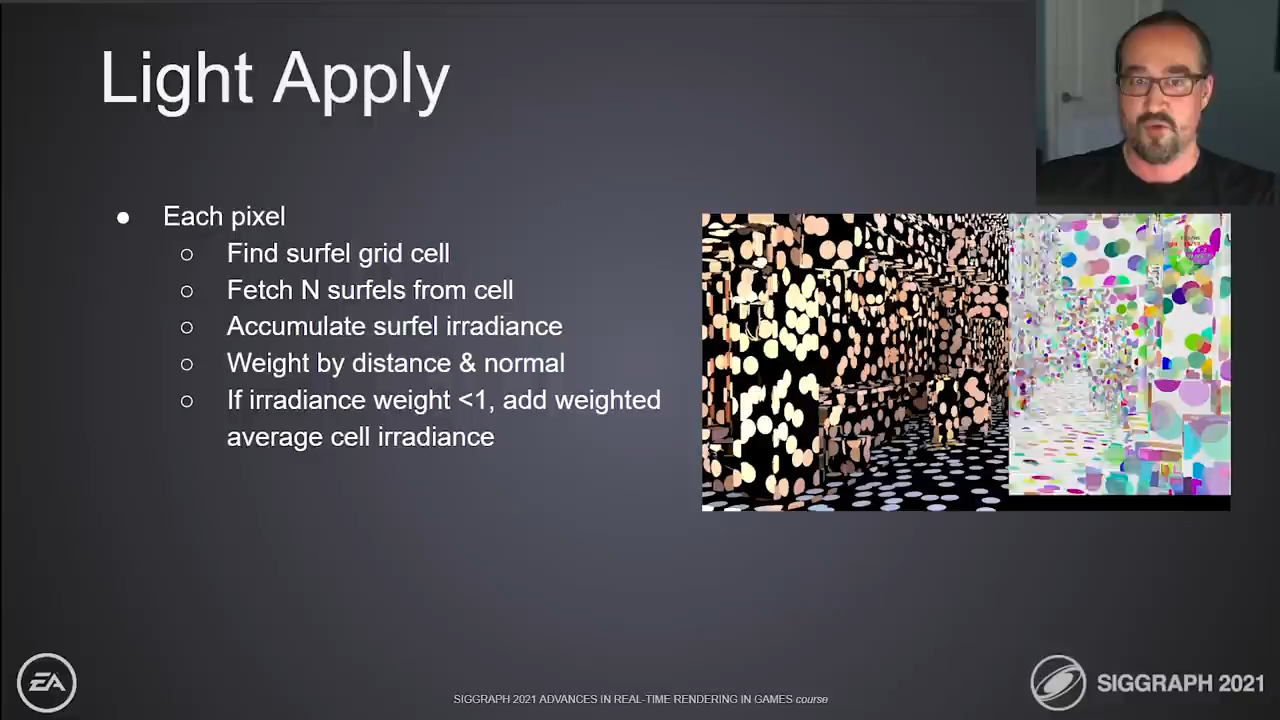 Light Apply
● Each pixel
○ Find surfel grid cell
○ Fetch N surfels from cell
○ Accumulate surfel irradiance
○ Weight by distance & normal
○ If irradiance weight <1, add weighted
average cell irradiance
EA
SIGGRAPH 2021 ADVANCES IN REAL-TIME RENDERING IN GAMES course
SIGGRAPH 2021